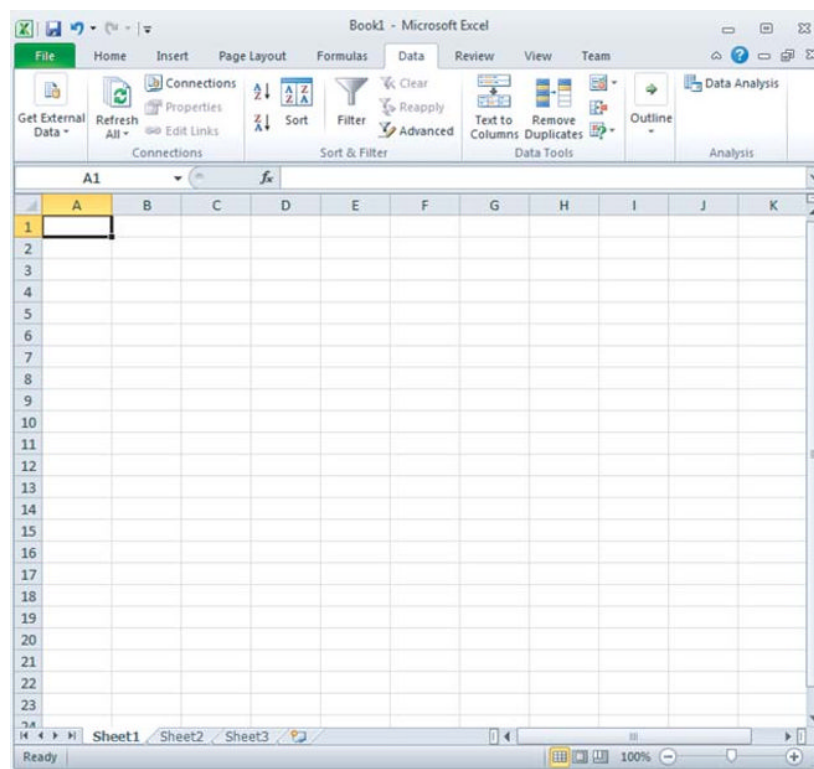 Book1 - Microsoft Excel
File Home Insert Page Layout Formulas Data Review View Team
Get External Data
Refresh All
Connections
Properties
Edit Links
Connections
Sort
Filter
Clear
Reapply
Advanced
Sort & Filter
Text to Columns
Remove Duplicates
Data Tools
Outline
Data Analysis
Analysis
A1 fx
A B C D E F G H I J K
1
2
3
4
5
6
7
8
9
10
11
12
13
14
15
16
17
18
19
20
21
22
23
24
Sheet1 Sheet2 Sheet3
Ready 100%